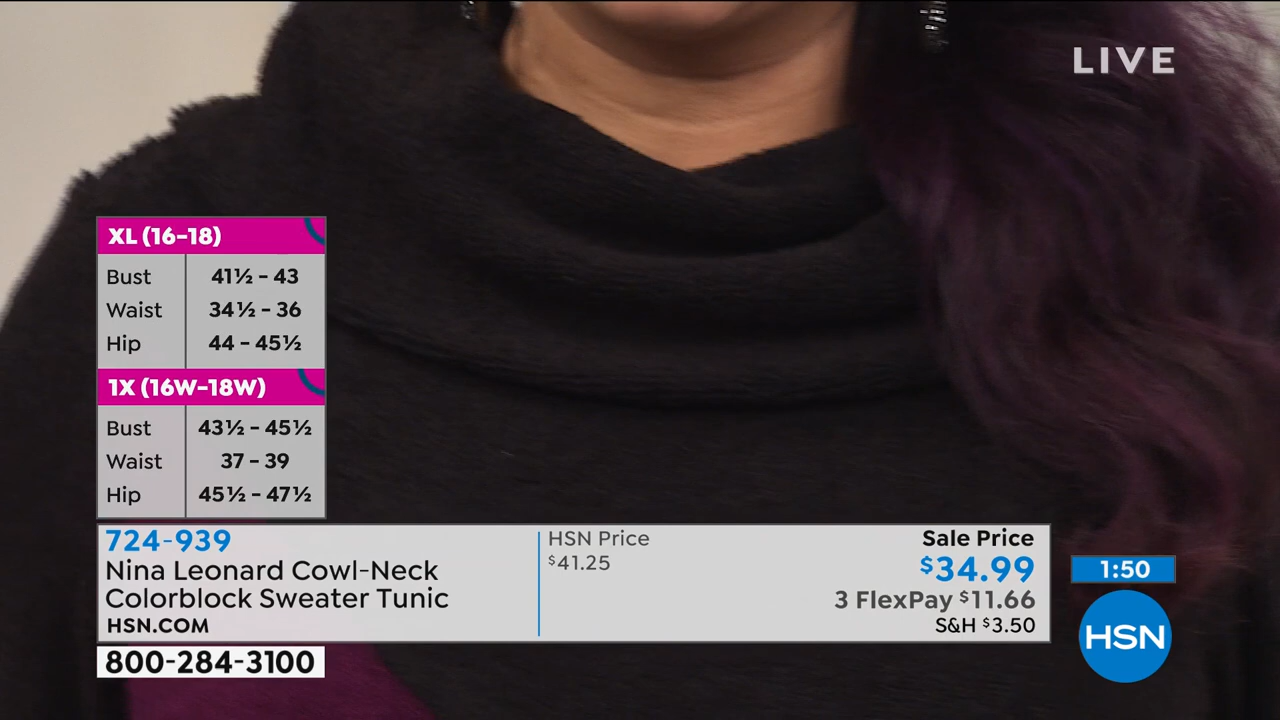 LIVE
XL (16-18)
Bust 41½ - 43
Waist 34½ - 36
Hip 44 - 45½
1X (16W-18W)
Bust 43½ - 45½
Waist 37 - 39
Hip 45½ - 47½
724-939
Nina Leonard Cowl-Neck
Colorblock Sweater Tunic
HSN.COM
HSN Price
$41.25
Sale Price
$34.99
3 FlexPay $11.66
S&H $3.50
1:50
HSN
800-284-3100